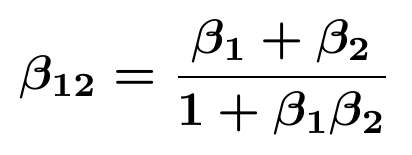 β₁₂ = (β₁ + β₂) / (1 + β₁β₂)